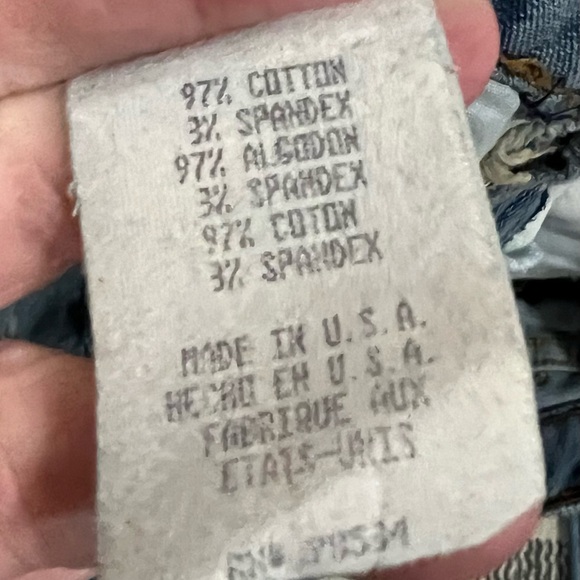 97% COTTON
3% SPANDEX
97% ALGODON
3% SPANDEX
97% COTON
3% SPANDEX
MADE IN U.S.A.
HECHO EN U.S.A.
FABRIQUE AUX
ETATS-UNIS